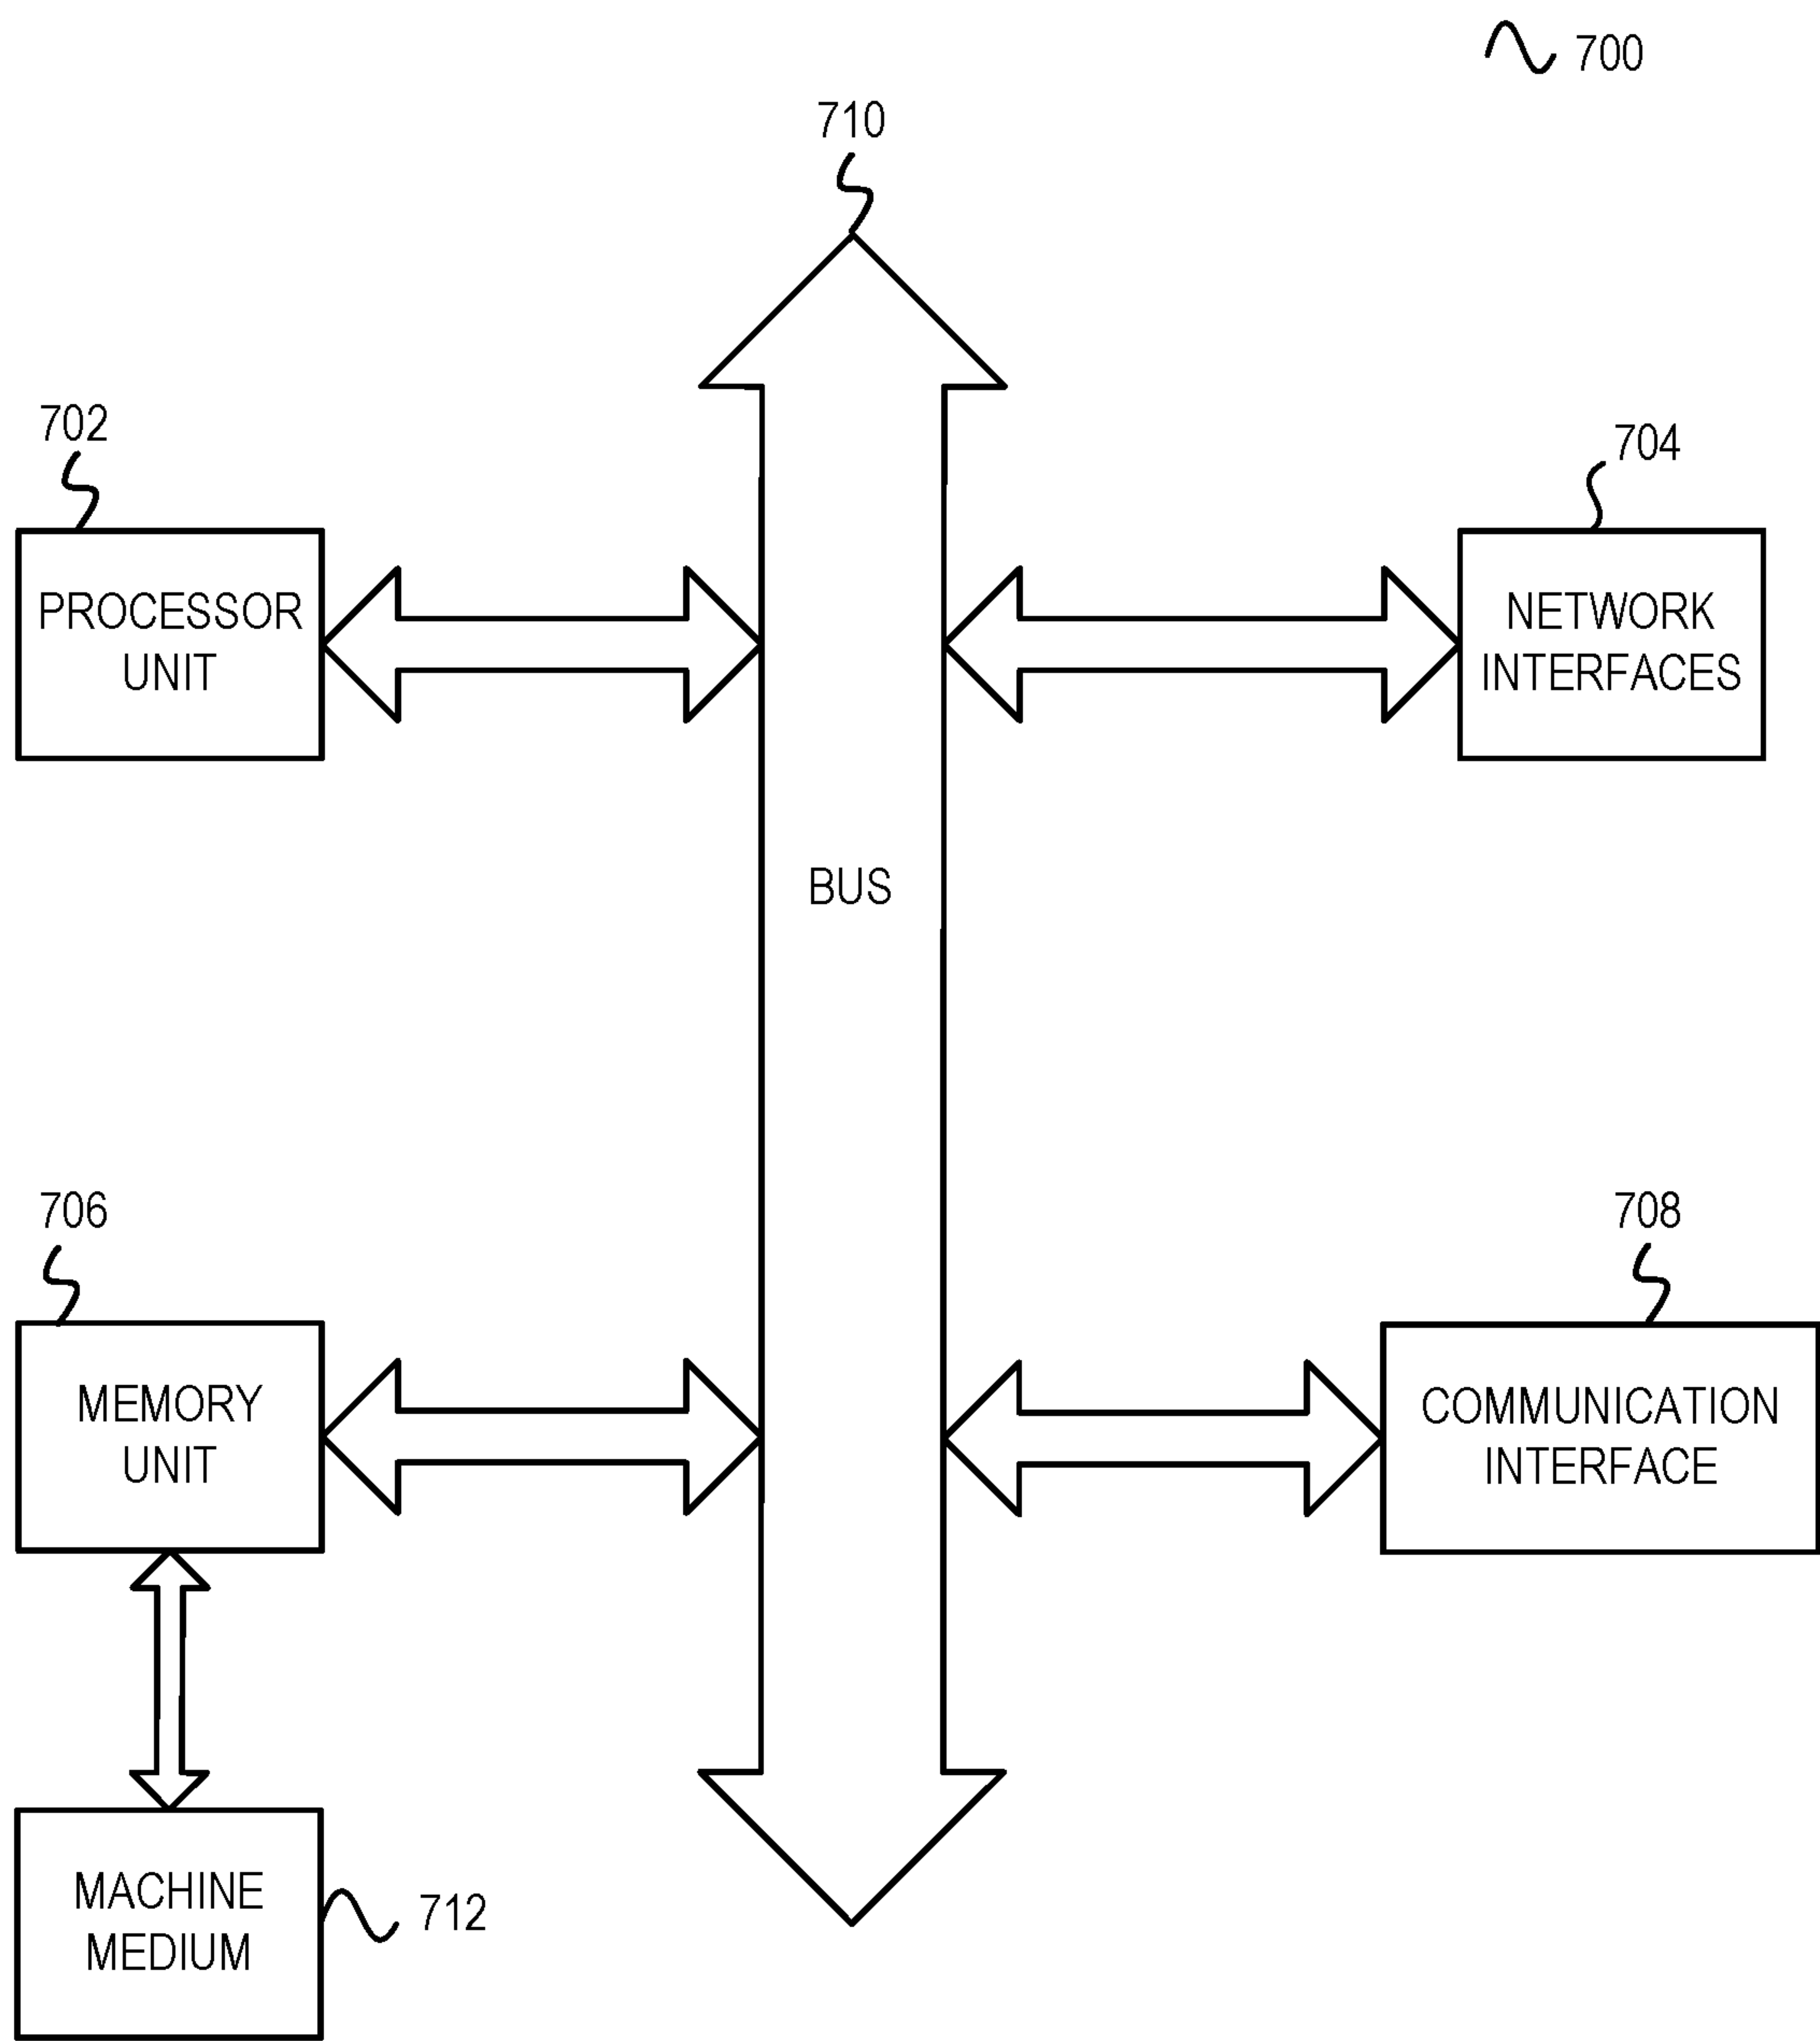 700
710
702
704
PROCESSOR
UNIT
NETWORK
INTERFACES
BUS
706
708
MEMORY
UNIT
COMMUNICATION
INTERFACE
MACHINE
MEDIUM
712